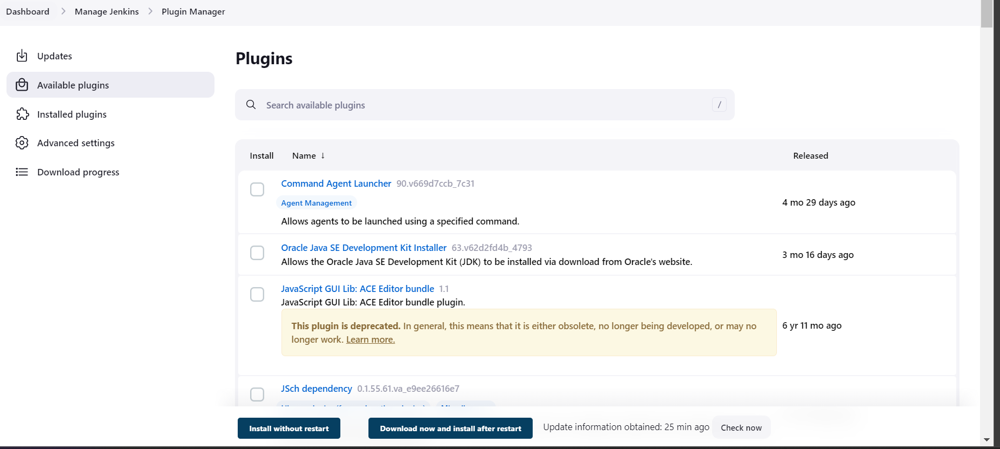 Dashboard > Manage Jenkins > Plugin Manager
Updates
Available plugins
Installed plugins
Advanced settings
Download progress
Plugins
Search available plugins /
Install Name ↓ Released
Command Agent Launcher 90.v669d7ccb_7c31
Agent Management
4 mo 29 days ago
Allows agents to be launched using a specified command.
Oracle Java SE Development Kit Installer 63.v62d2fd4b_4793
3 mo 16 days ago
Allows the Oracle Java SE Development Kit (JDK) to be installed via download from Oracle's website.
JavaScript GUI Lib: ACE Editor bundle 1.1
JavaScript GUI Lib: ACE Editor bundle plugin.
This plugin is deprecated. In general, this means that it is either obsolete, no longer being developed, or may no
longer work. Learn more.
6 yr 11 mo ago
JSch dependency 0.1.55.61.va_e9ee26616e7
Install without restart
Download now and install after restart
Update information obtained: 25 min ago
Check now